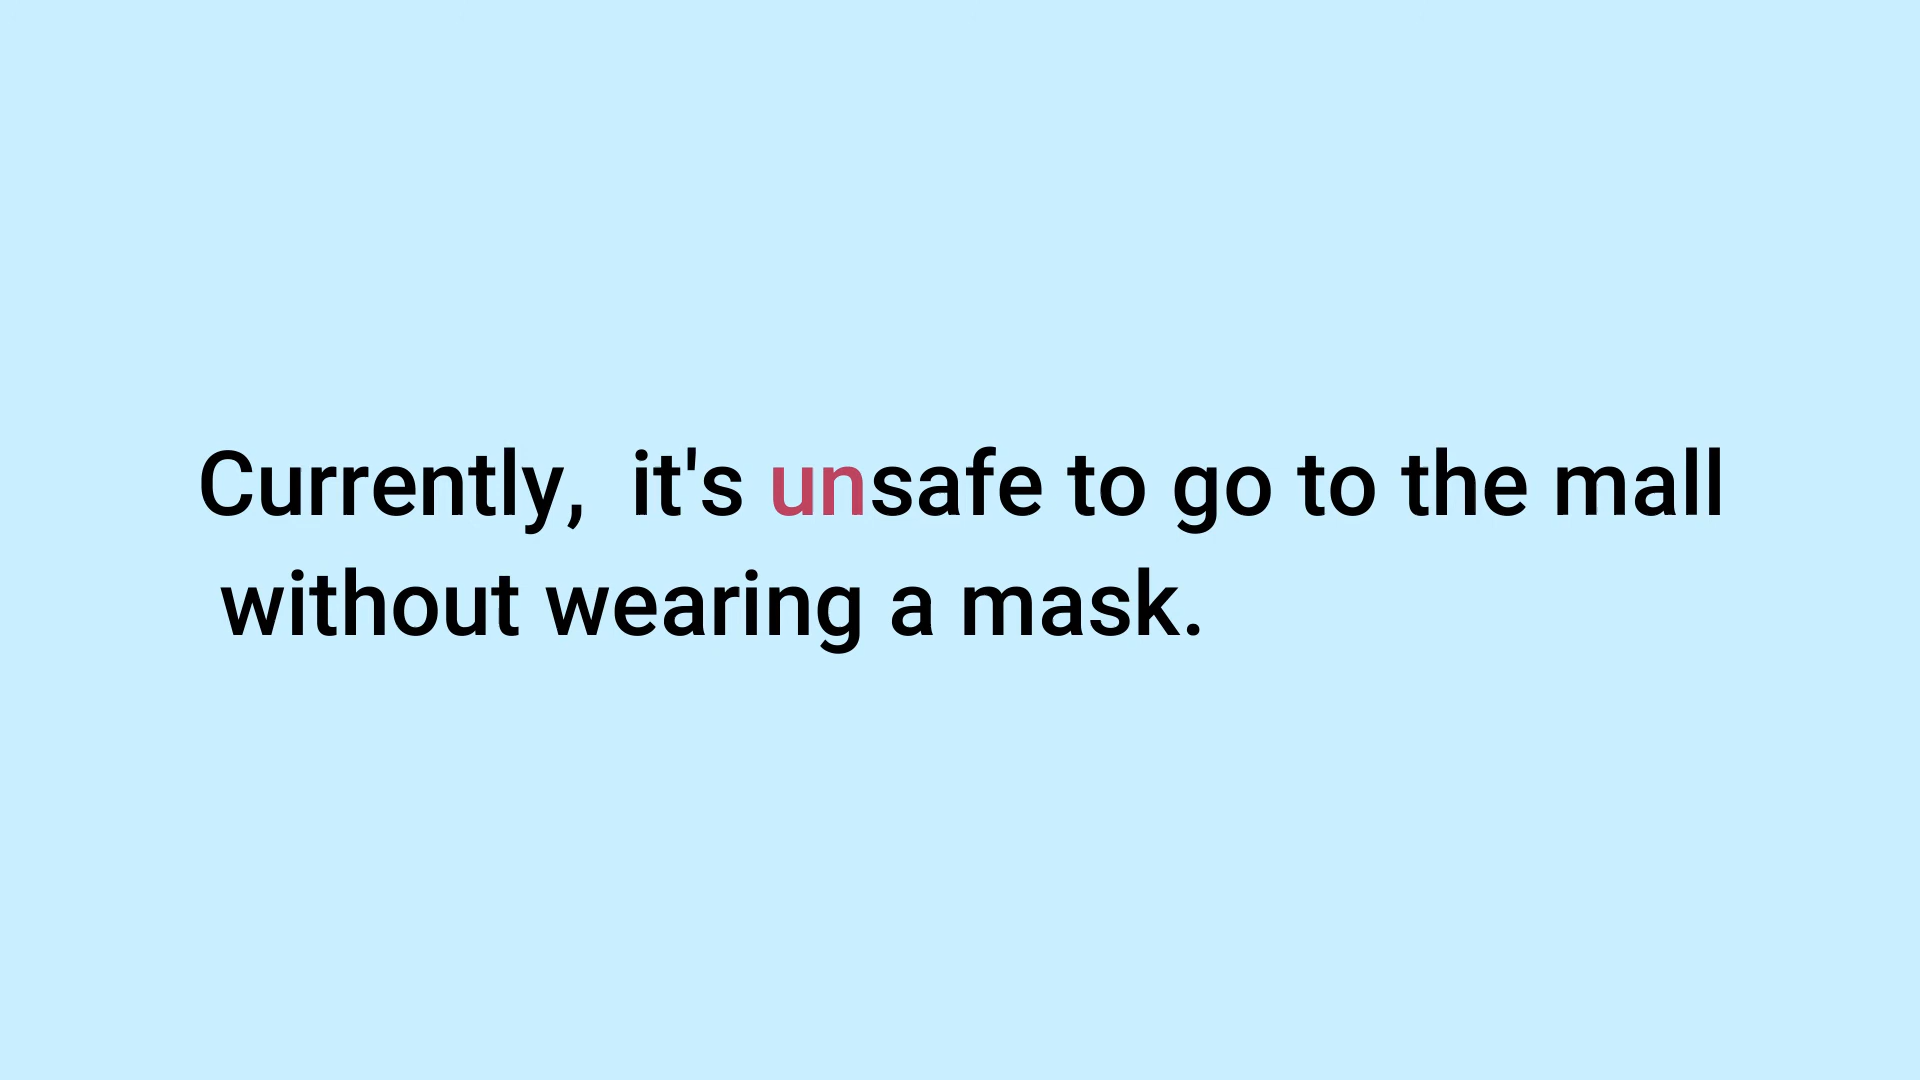 Currently,  it's unsafe to go to the mall
without wearing a mask.